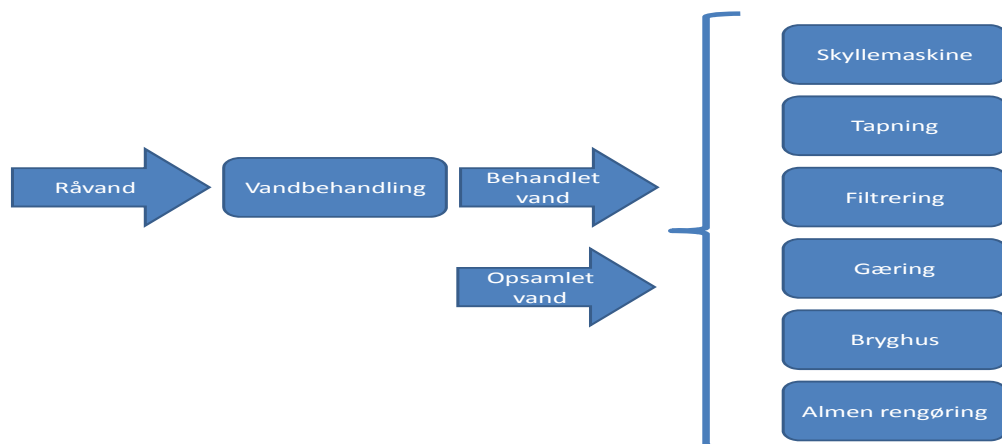 Råvand
Vandbehandling
Behandlet
vand
Opsamlet
vand
Skyllemaskine
Tapning
Filtrering
Gæring
Bryghus
Almen rengøring